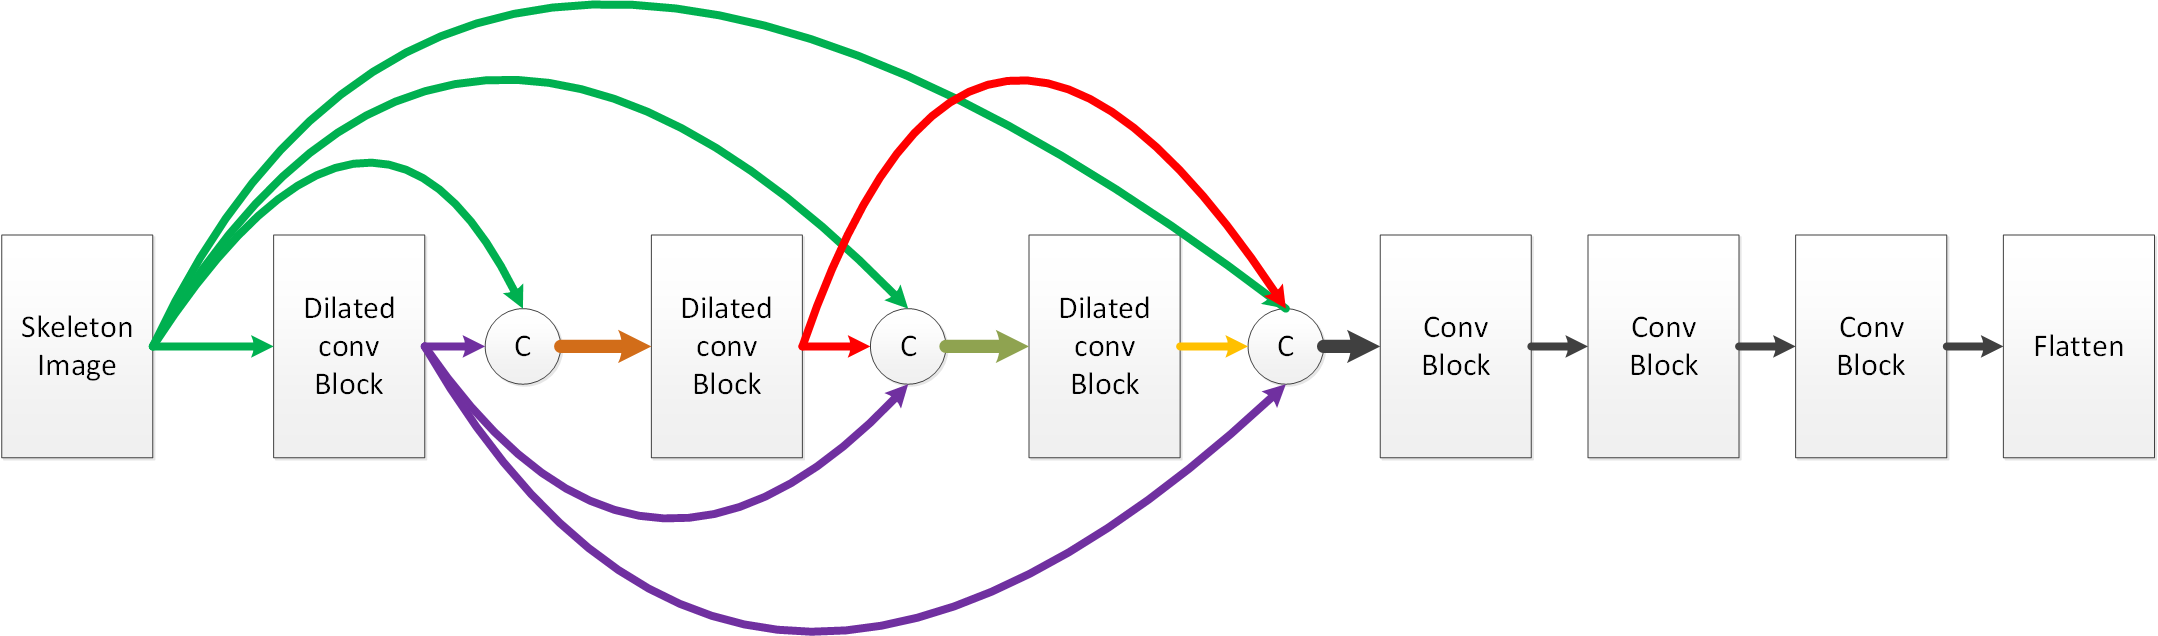 Skeleton
Image
Dilated
conv
Block
C
Dilated
conv
Block
C
Dilated
conv
Block
C
Conv
Block
Conv
Block
Conv
Block
Flatten